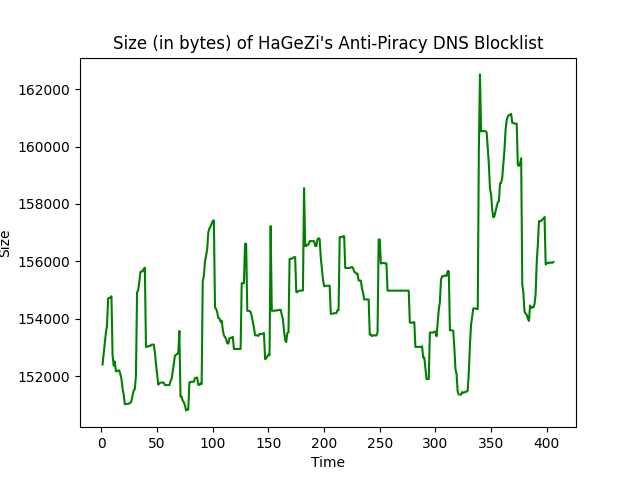 Size (in bytes) of HaGeZi's Anti-Piracy DNS Blocklist
162000
160000
158000
156000
154000
152000
Size
0 50 100 150 200 250 300 350 400
Time